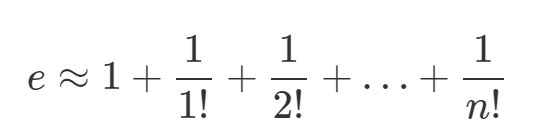 e ≈ 1 + 1/1! + 1/2! + ... + 1/n!